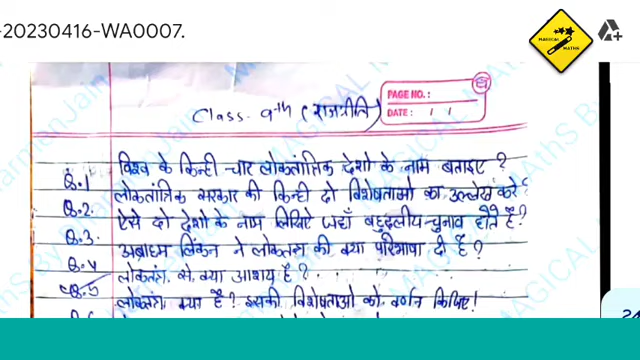 -20230416-WA0007.
MAGICAL MATHS
PAGE NO.:
DATE: / /
Class- 9th (राजनीति)
Q.1 विश्व के किन्ही चार लोकतांत्रिक देशो के नाम बताइए ?
Q.2. लोकतांत्रिक सरकार की किन्ही दो विशेषताओ का उल्लेख करे ?
Q.3. ऐसे दो देशो के नाम लिखिए जहाँ बहुदलीय चुनाव होते है ?
Q.4 अब्राहम लिंकन ने लोकतन्त्र की क्या परिभाषा दी है ?
Q.5 लोकतंत्र से क्या आशय है ?
लोकतंत्र क्या है ? इसकी विशेषताओ को वर्णन किजिए !
24